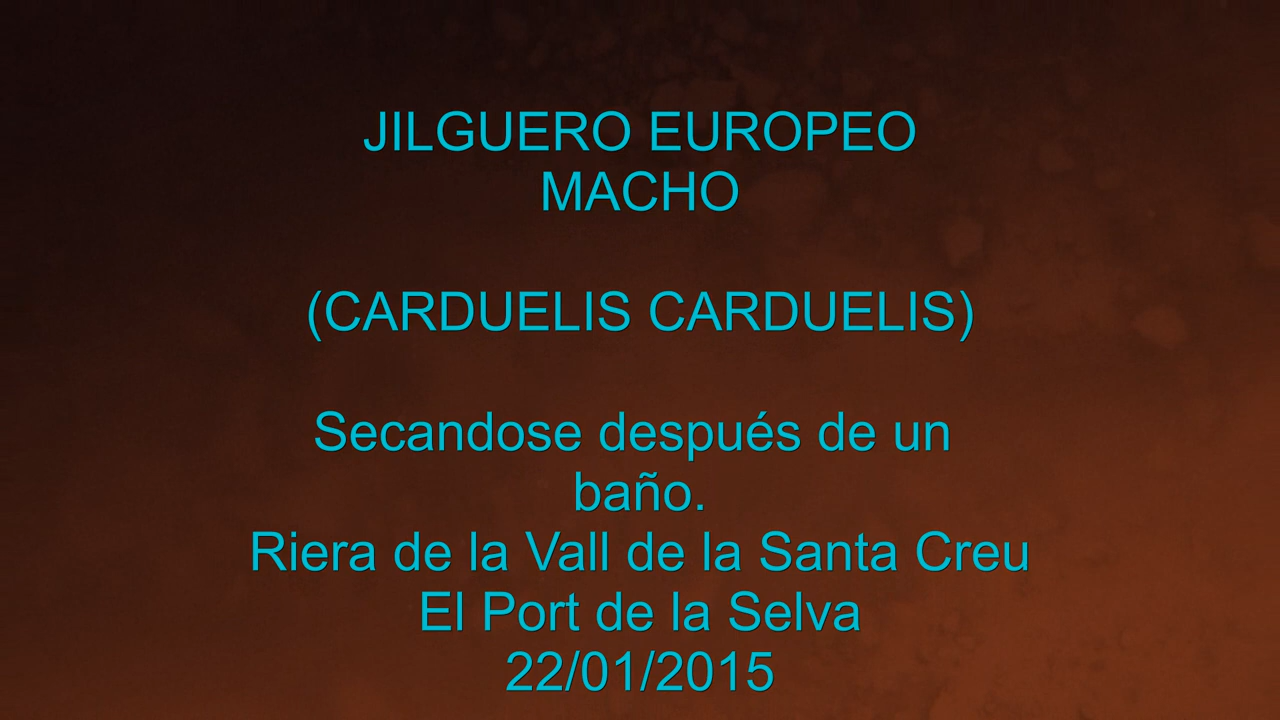 JILGUERO EUROPEO
MACHO
(CARDUELIS CARDUELIS)
Secandose después de un
baño.
Riera de la Vall de la Santa Creu
El Port de la Selva
22/01/2015